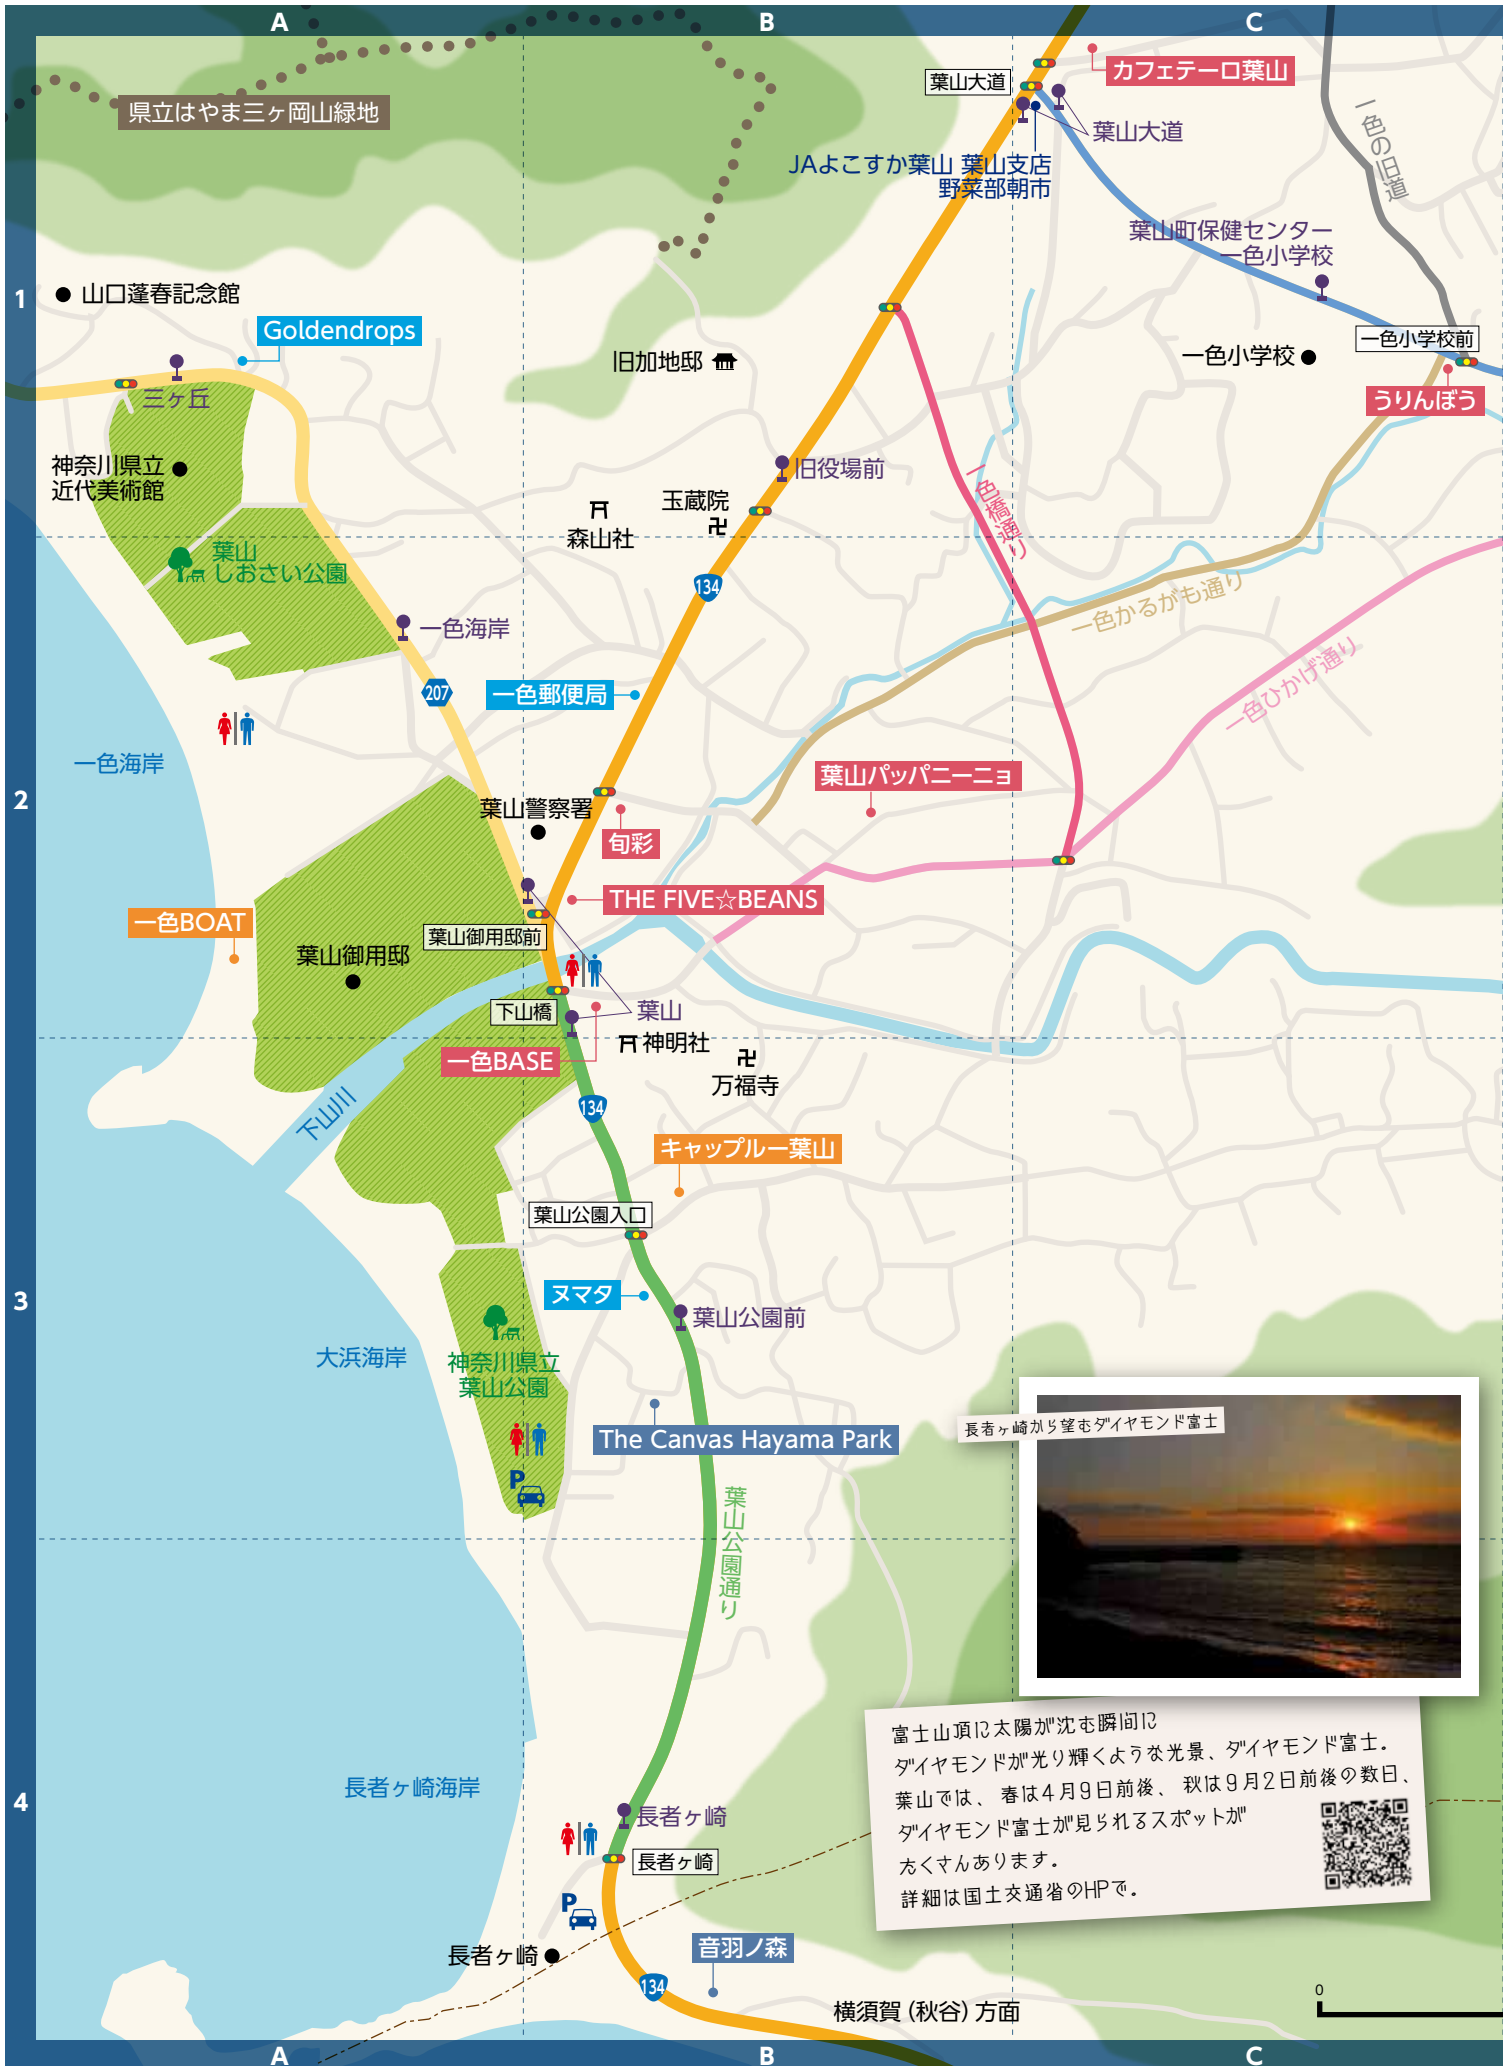 A
B
C
県立はやま三ヶ岡山緑地
葉山大道
カフェテーロ葉山
葉山大道
JAよこすか葉山 葉山支店
野菜部朝市
一色の旧道
葉山町保健センター
一色小学校
1
山口蓬春記念館
Goldendrops
旧加地邸
一色小学校
一色小学校前
うりんぼう
三ヶ丘
神奈川県立
近代美術館
旧役場前
一色橋通り
玉蔵院
森山社
葉山
しおさい公園
134
一色かるがも通り
一色海岸
一色ひかげ通り
207
一色郵便局
一色海岸
葉山パッパニーニョ
2
葉山警察署
旬彩
THE FIVE☆BEANS
一色BOAT
葉山御用邸前
葉山御用邸
下山橋
葉山
神明社
一色BASE
万福寺
下山川
134
キャップルー葉山
葉山公園入口
3
ヌマタ
葉山公園前
大浜海岸
神奈川県立
葉山公園
The Canvas Hayama Park
長者ヶ崎から望むダイヤモンド富士
P
葉山公園通り
富士山頂に太陽が沈む瞬間に
ダイヤモンドが光り輝くような光景、ダイヤモンド富士。
葉山では、春は4月9日前後、秋は9月2日前後の数日、
ダイヤモンド富士が見られるスポットが
たくさんあります。
詳細は国土交通省のHPで。
4
長者ヶ崎海岸
長者ヶ崎
長者ヶ崎
P
長者ヶ崎
音羽ノ森
134
横須賀（秋谷）方面
0
A
B
C